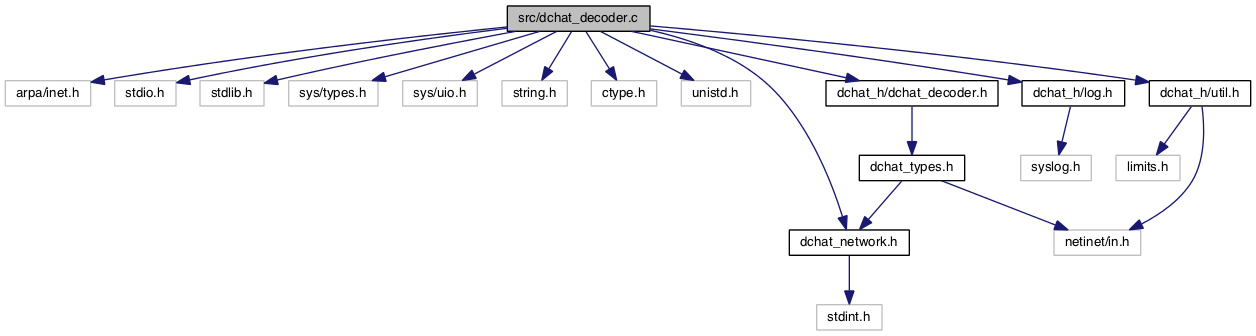 src/dchat_decoder.c
arpa/inet.h
stdio.h
stdlib.h
sys/types.h
sys/uio.h
string.h
ctype.h
unistd.h
dchat_h/dchat_decoder.h
dchat_h/log.h
dchat_h/util.h
dchat_types.h
syslog.h
limits.h
dchat_network.h
netinet/in.h
stdint.h